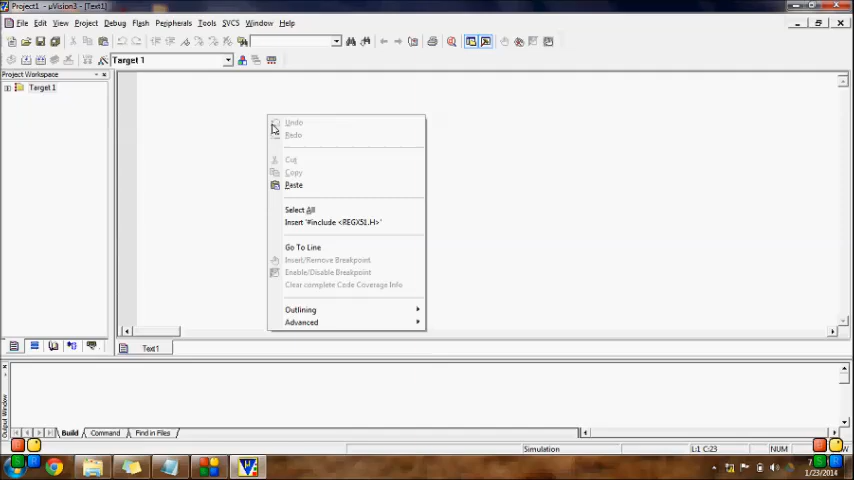 Project1 - µVision3 - [Text1]
File Edit View Project Debug Flash Peripherals Tools SVCS Window Help
Target 1
Project Workspace
Target 1
Undo
Redo
Cut
Copy
Paste
Select All
Insert '#include <REGX51.H>'
Go To Line
Insert/Remove Breakpoint
Enable/Disable Breakpoint
Clear complete Code Coverage Info
Outlining
Advanced
Text1
Output Window
Build Command Find in Files
Simulation L:1 C:23 NUM
1/23/2014